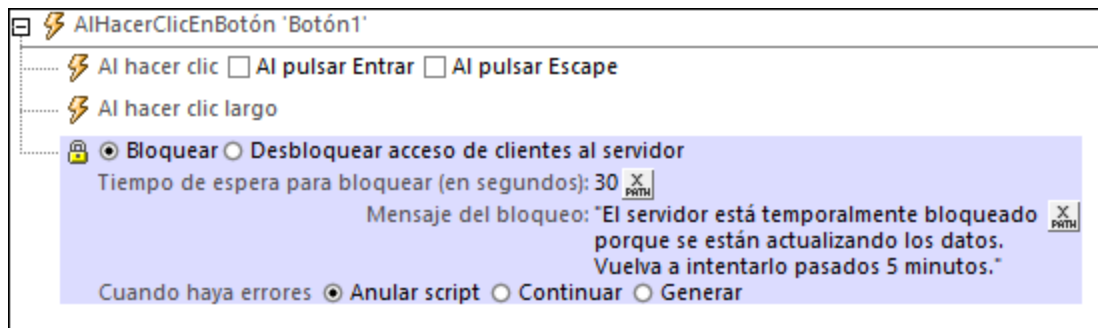 AlHacerClicEnBotón 'Botón1'
Al hacer clic Al pulsar Entrar Al pulsar Escape
Al hacer clic largo
Bloquear Desbloquear acceso de clientes al servidor
Tiempo de espera para bloquear (en segundos): 30 X PATH
Mensaje del bloqueo: "El servidor está temporalmente bloqueado X PATH
porque se están actualizando los datos.
Vuelva a intentarlo pasados 5 minutos."
Cuando haya errores Anular script Continuar Generar